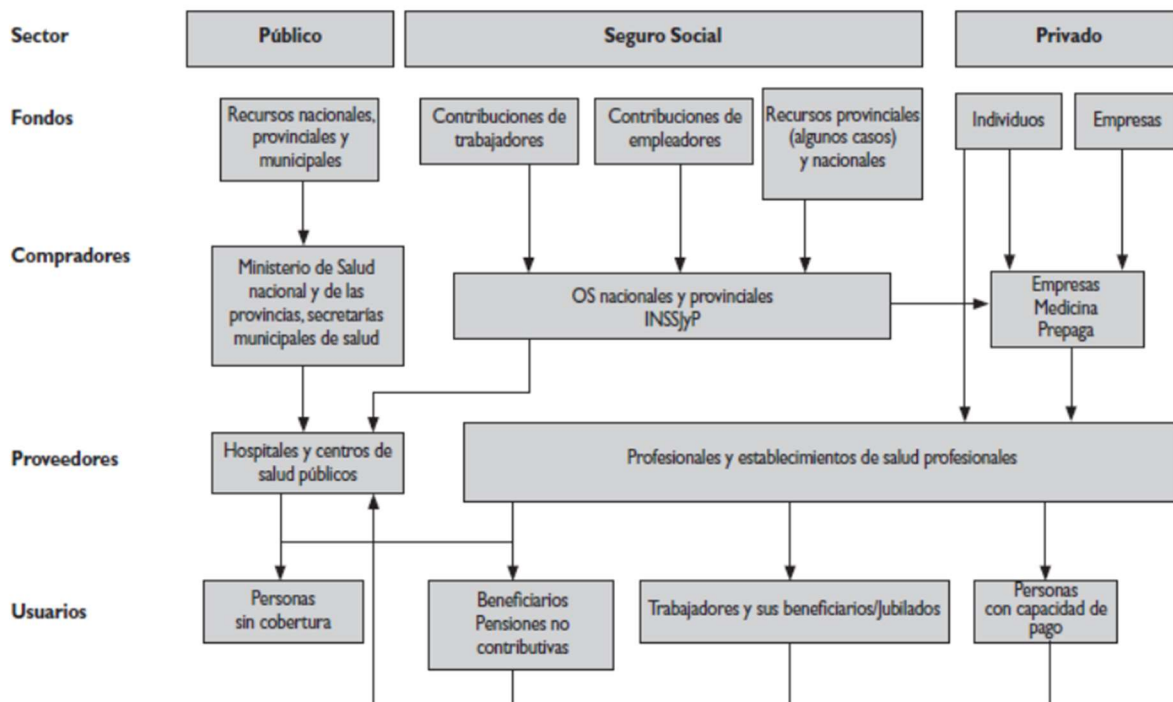 Sector
Público
Seguro Social
Privado
Fondos
Recursos nacionales,
provinciales y
municipales
Contribuciones de
trabajadores
Contribuciones de
empleadores
Recursos provinciales
(algunos casos)
y nacionales
Individuos
Empresas
Compradores
Ministerio de Salud
nacional y de las
provincias, secretarías
municipales de salud
OS nacionales y provinciales
INSSJyP
Empresas
Medicina
Prepaga
Proveedores
Hospitales y centros de
salud públicos
Profesionales y establecimientos de salud profesionales
Usuarios
Personas
sin cobertura
Beneficiarios
Pensiones no
contributivas
Trabajadores y sus beneficiarios/Jubilados
Personas
con capacidad de
pago